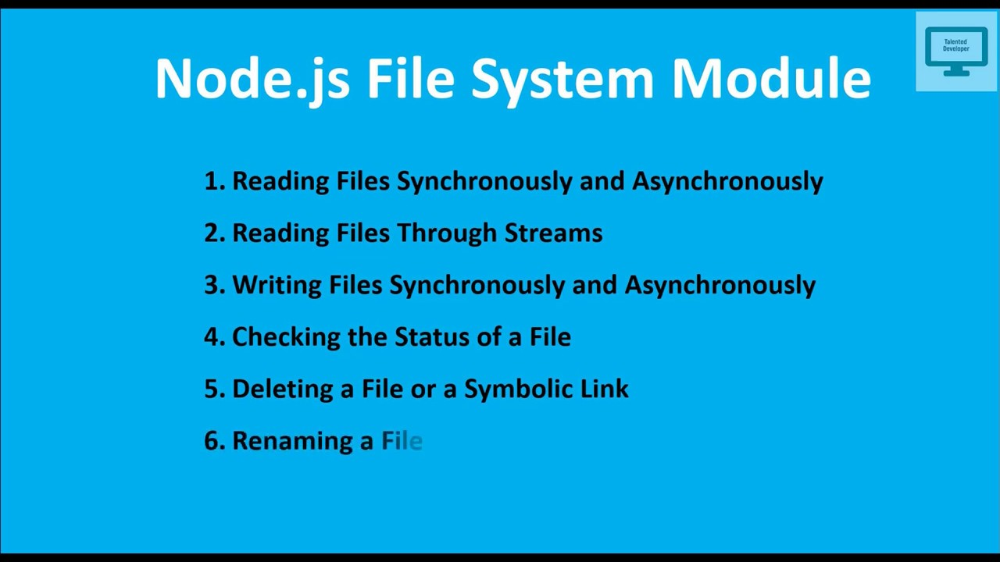 Talented
Developer
Node.js File System Module
1. Reading Files Synchronously and Asynchronously
2. Reading Files Through Streams
3. Writing Files Synchronously and Asynchronously
4. Checking the Status of a File
5. Deleting a File or a Symbolic Link
6. Renaming a File